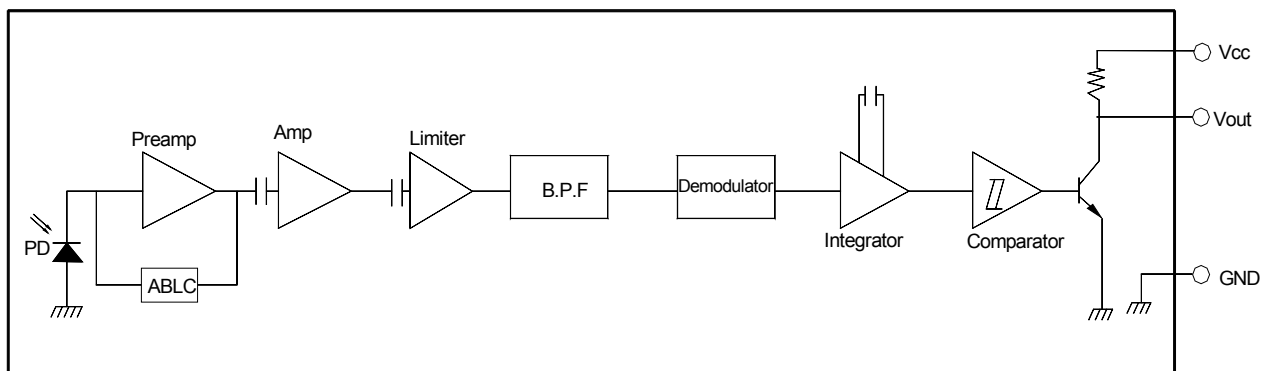 Vcc
Vout
Preamp
Amp
Limiter
B.P.F
Demodulator
Integrator
Comparator
PD
ABLC
GND